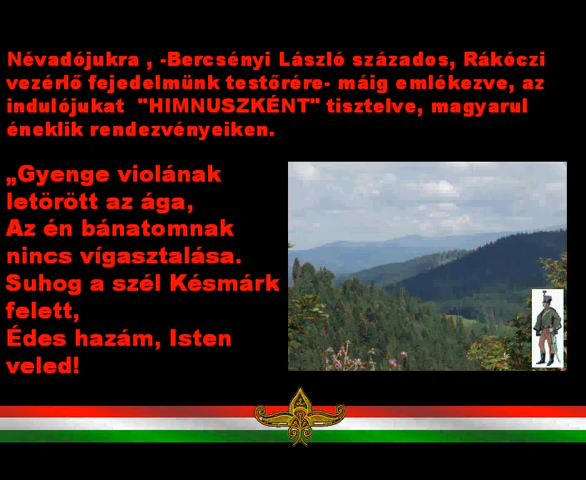 Névadójukra , -Bercsényi László százados, Rákóczi
vezérlő fejedelmünk testőrére- máig emlékezve, az
indulójukat "HIMNUSZKÉNT" tisztelve, magyarul
éneklik rendezvényeiken.
„Gyenge violának
letörött az ága,
Az én bánatomnak
nincs vígasztalása.
Suhog a szél Késmárk
felett,
Édes hazám, Isten
veled!